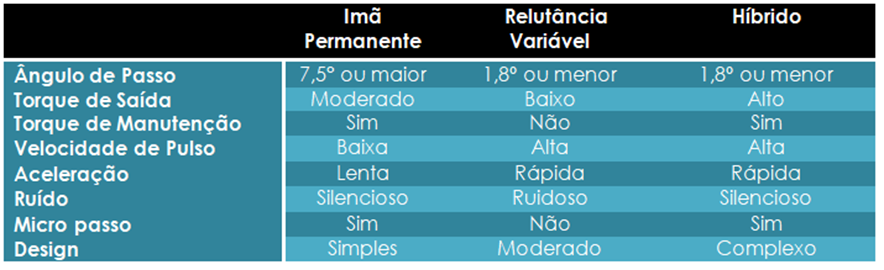 Imã Permanente Relutância Variável Híbrido
Ângulo de Passo 7,5° ou maior 1,8º ou menor 1,8º ou menor
Torque de Saída Moderado Baixo Alto
Torque de Manutenção Sim Não Sim
Velocidade de Pulso Baixa Alta Alta
Aceleração Lenta Rápida Rápida
Ruído Silencioso Ruidoso Silencioso
Micro passo Sim Não Sim
Design Simples Moderado Complexo